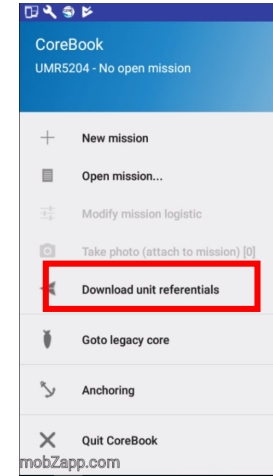 CoreBook
UMR5204 - No open mission
New mission
Open mission...
Modify mission logistic
Take photo (attach to mission) [0]
Download unit referentials
Goto legacy core
Anchoring
Quit CoreBook
mobZapp.com